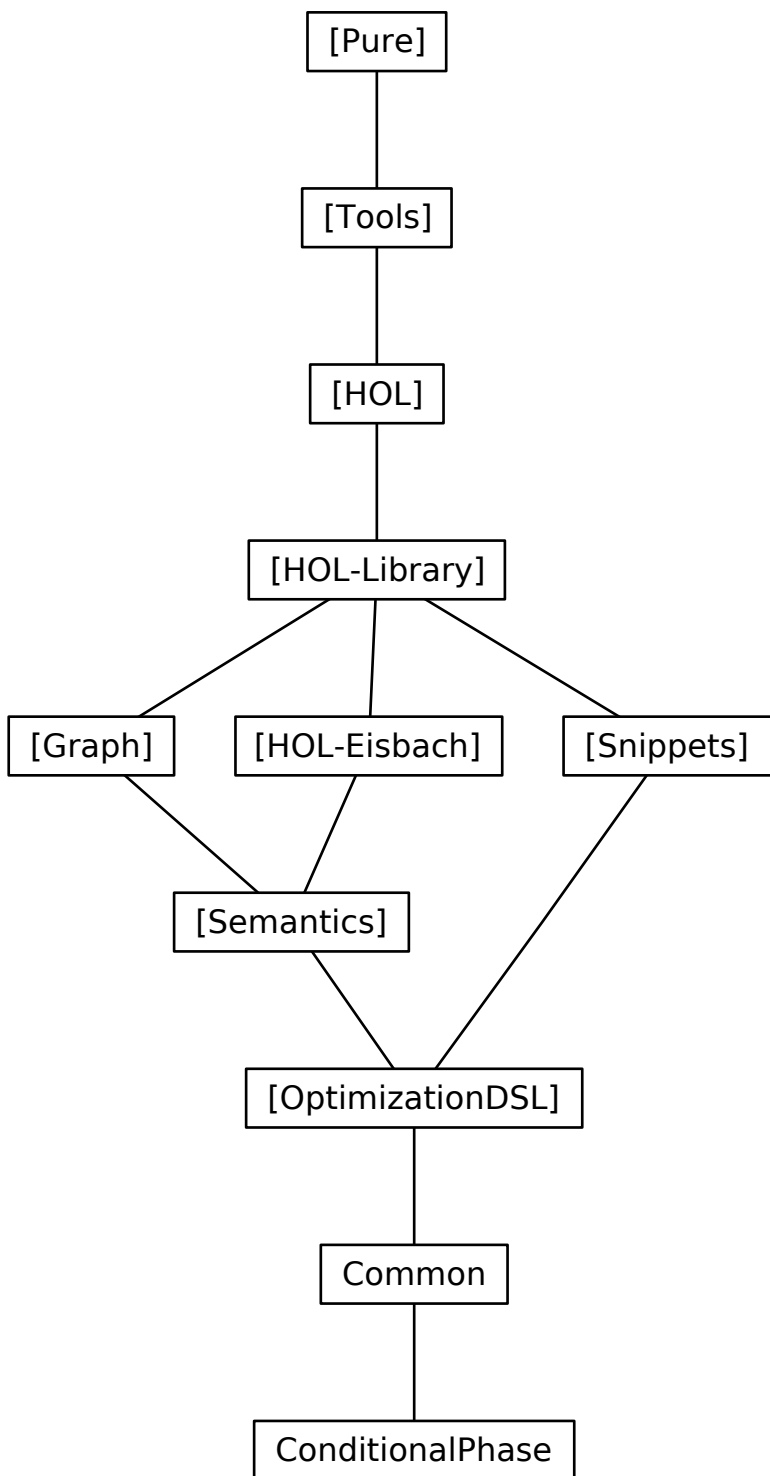 [Pure]
[Tools]
[HOL]
[HOL-Library]
[Graph]
[HOL-Eisbach]
[Snippets]
[Semantics]
[OptimizationDSL]
Common
ConditionalPhase